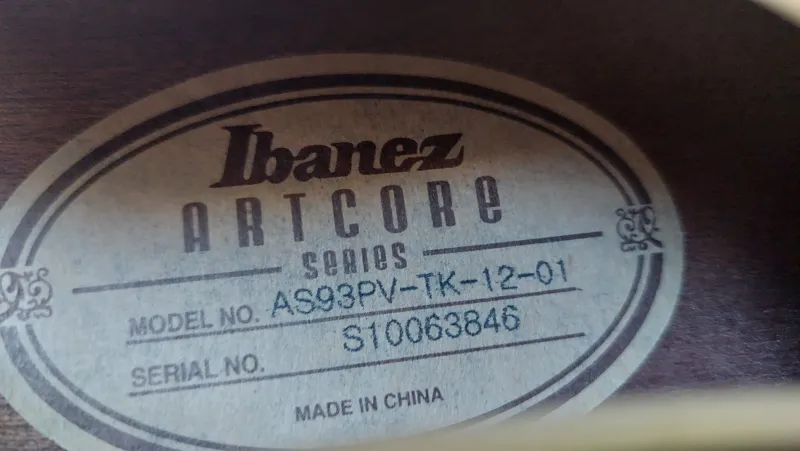 Ibanez
ARTCORE
SERIES
MODEL NO. AS93PV-TK-12-01
SERIAL NO. S10063846
MADE IN CHINA